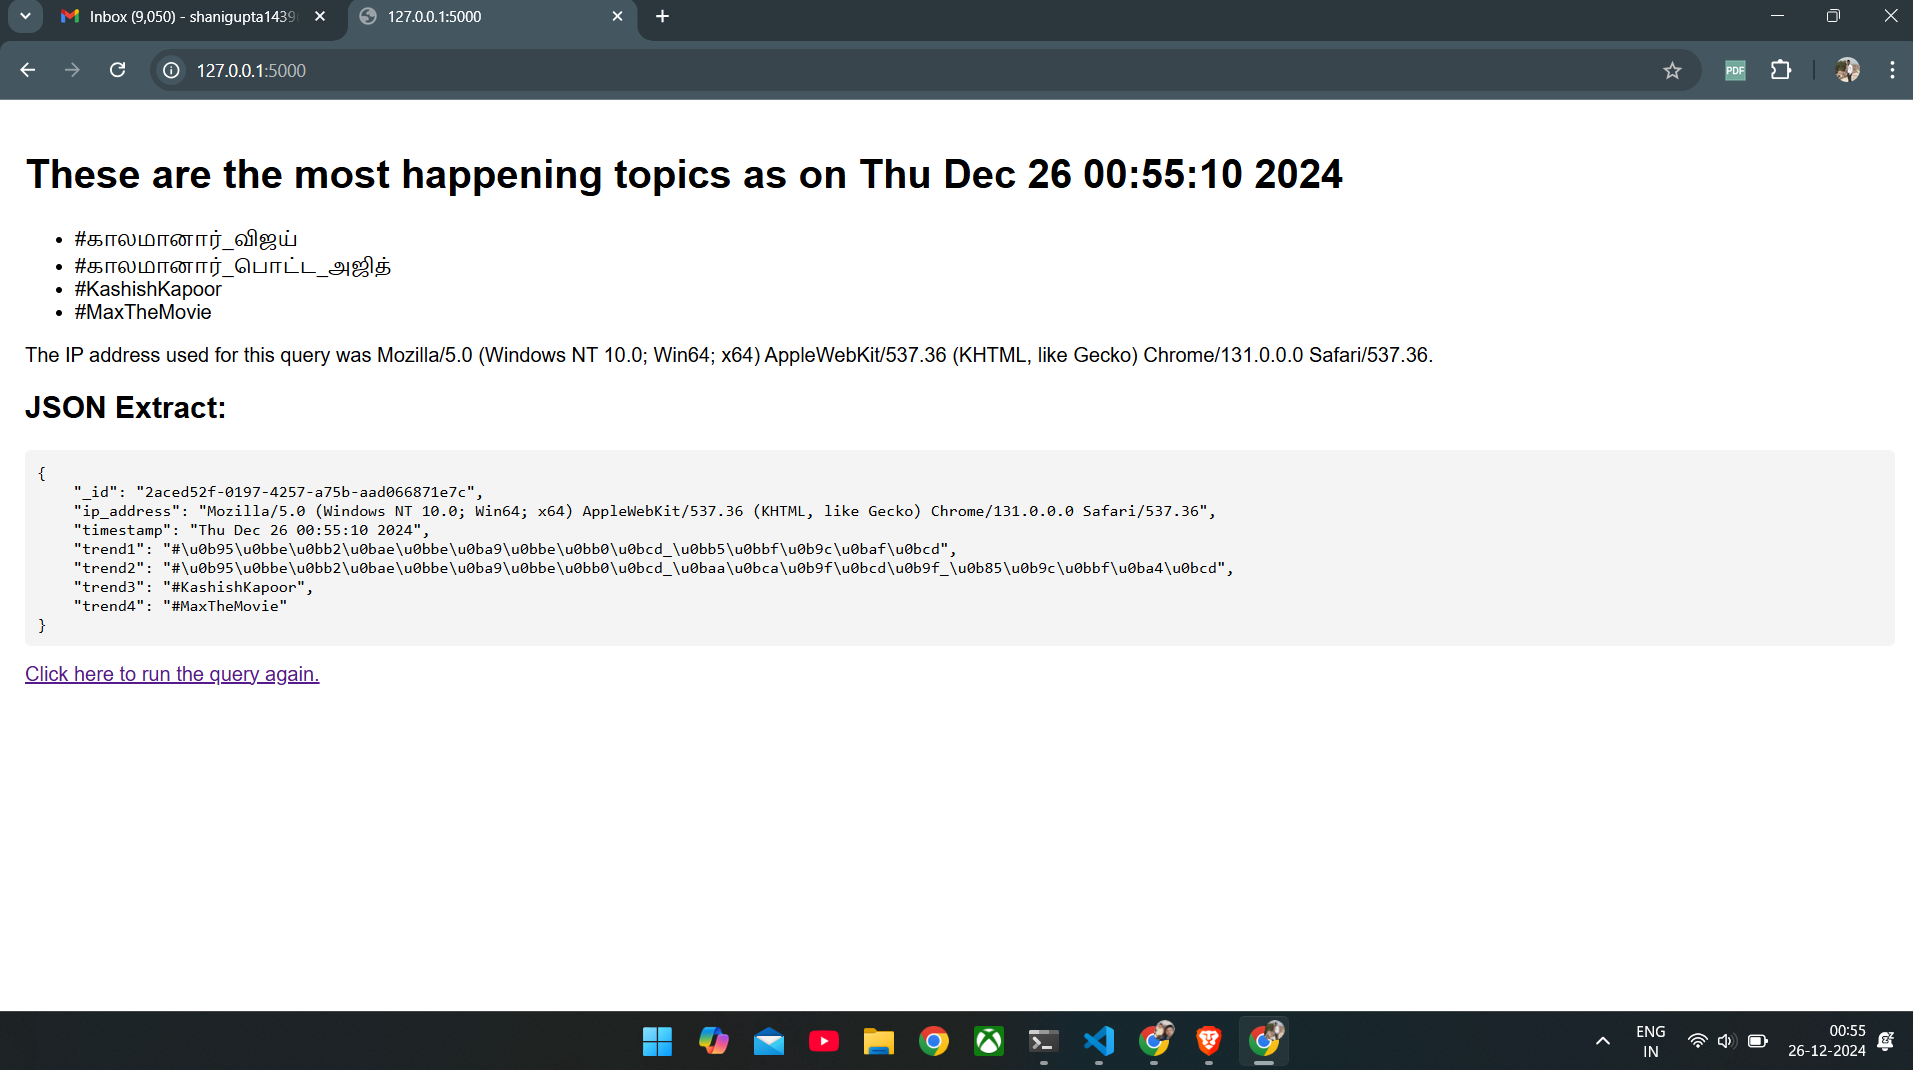 Inbox (9,050) - shanigupta1439
127.0.0.1:5000
127.0.0.1:5000
PDF
These are the most happening topics as on Thu Dec 26 00:55:10 2024
#காலமானார்_விஜய்
#காலமானார்_பொட்ட_அஜித்
#KashishKapoor
#MaxTheMovie
The IP address used for this query was Mozilla/5.0 (Windows NT 10.0; Win64; x64) AppleWebKit/537.36 (KHTML, like Gecko) Chrome/131.0.0.0 Safari/537.36.
JSON Extract:
{
"_id": "2aced52f-0197-4257-a75b-aad066871e7c",
"ip_address": "Mozilla/5.0 (Windows NT 10.0; Win64; x64) AppleWebKit/537.36 (KHTML, like Gecko) Chrome/131.0.0.0 Safari/537.36",
"timestamp": "Thu Dec 26 00:55:10 2024",
"trend1": "#\u0b95\u0bbe\u0bb2\u0bae\u0bbe\u0ba9\u0bbe\u0bb0\u0bcd_\u0bb5\u0bbf\u0b9c\u0baf\u0bcd",
"trend2": "#\u0b95\u0bbe\u0bb2\u0bae\u0bbe\u0ba9\u0bbe\u0bb0\u0bcd_\u0baa\u0bca\u0b9f\u0bcd\u0b9f_\u0b85\u0b9c\u0bbf\u0ba4\u0bcd",
"trend3": "#KashishKapoor",
"trend4": "#MaxTheMovie"
}
Click here to run the query again.
ENG
IN
00:55
26-12-2024